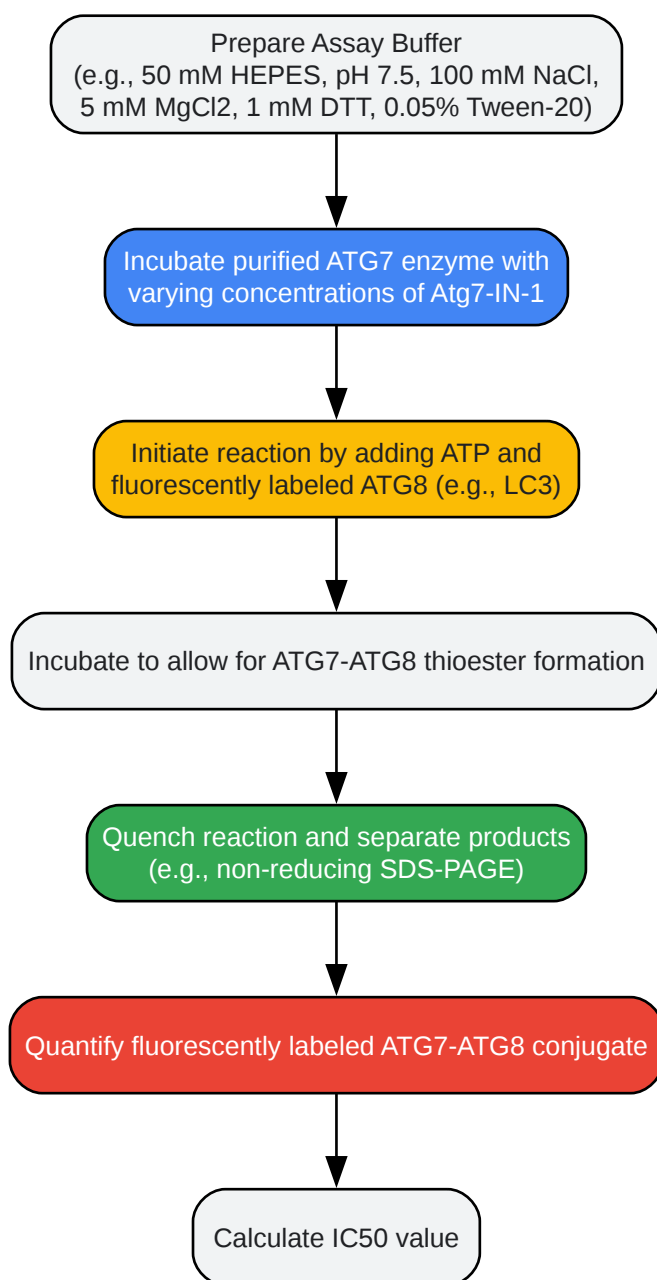 Prepare Assay Buffer
(e.g., 50 mM HEPES, pH 7.5, 100 mM NaCl,
5 mM MgCl2, 1 mM DTT, 0.05% Tween-20)
Incubate purified ATG7 enzyme with
varying concentrations of Atg7-IN-1
Initiate reaction by adding ATP and
fluorescently labeled ATG8 (e.g., LC3)
Incubate to allow for ATG7-ATG8 thioester formation
Quench reaction and separate products
(e.g., non-reducing SDS-PAGE)
Quantify fluorescently labeled ATG7-ATG8 conjugate
Calculate IC50 value